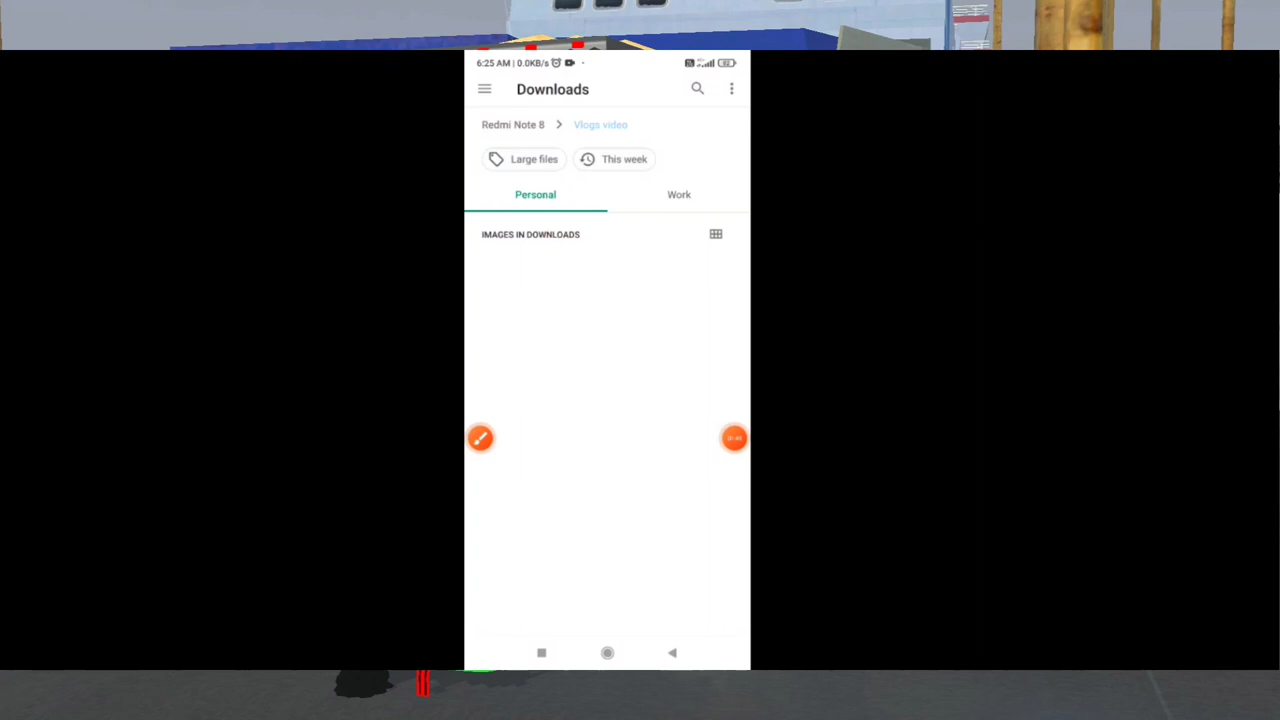 6:25 AM | 0.0KB/s
Downloads
Redmi Note 8 > Vlogs video
Large files
This week
Personal
Work
IMAGES IN DOWNLOADS